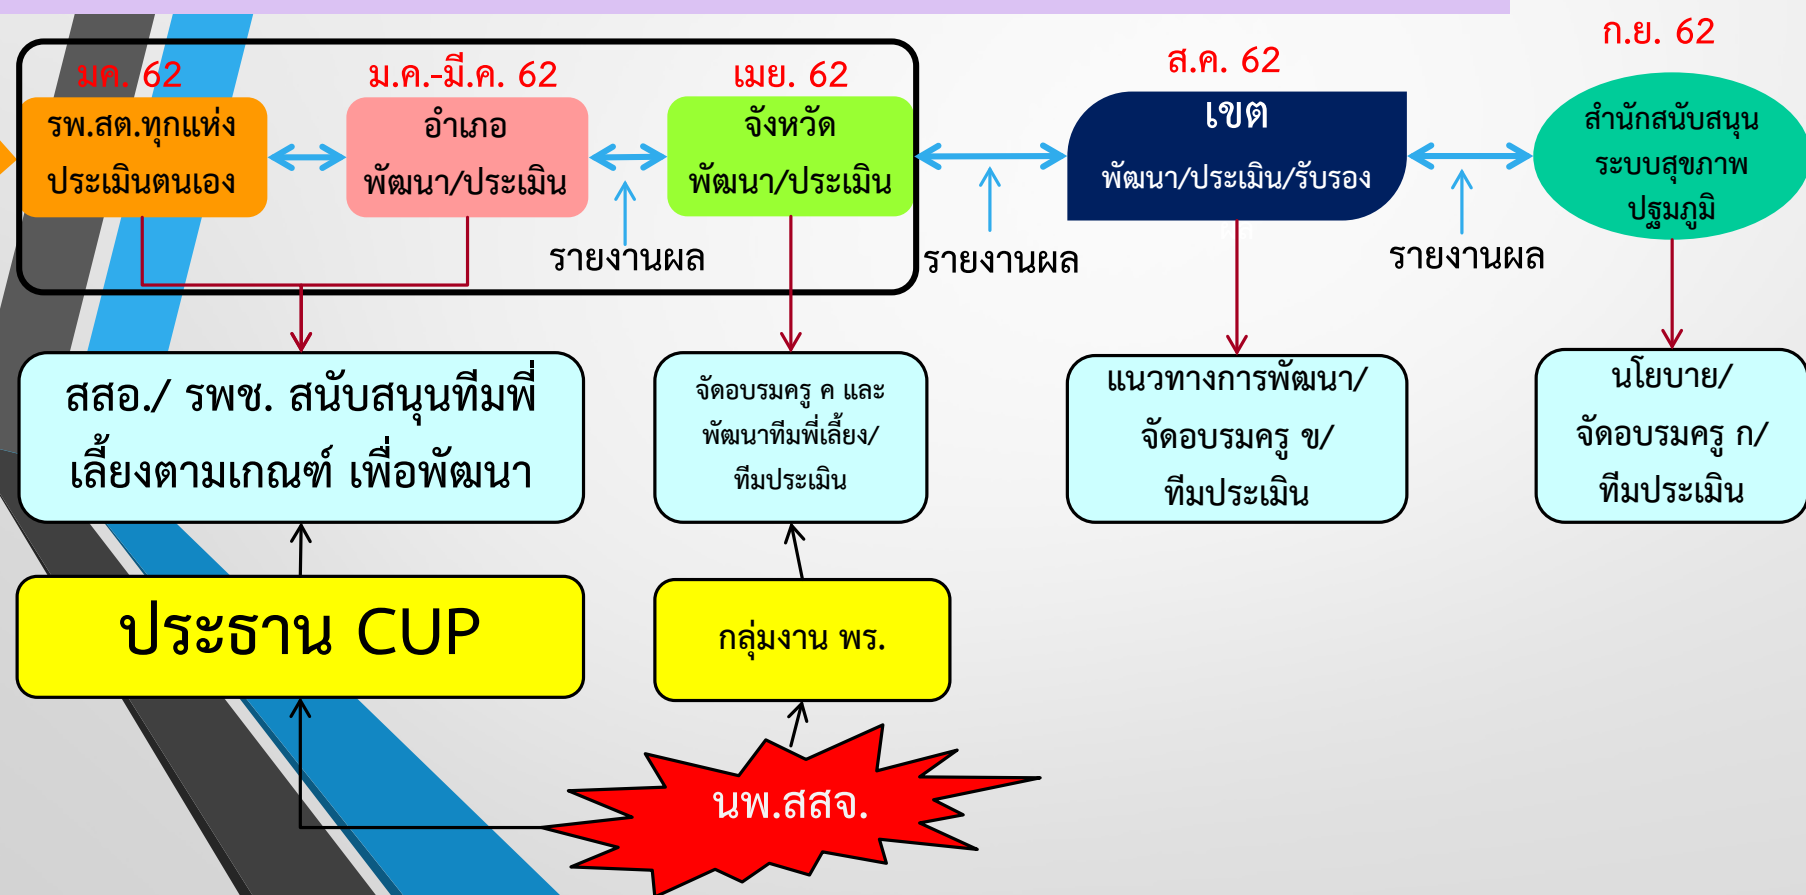 มค. 62
ม.ค.-มี.ค. 62
เมย. 62
ส.ค. 62
ก.ย. 62
รพ.สต.ทุกแห่ง
ประเมินตนเอง
อำเภอ
พัฒนา/ประเมิน
จังหวัด
พัฒนา/ประเมิน
เขต
พัฒนา/ประเมิน/รับรอง
สำนักสนับสนุน
ระบบสุขภาพ
ปฐมภูมิ
รายงานผล
รายงานผล
รายงานผล
สสอ./ รพช. สนับสนุนทีมพี่
เลี้ยงตามเกณฑ์ เพื่อพัฒนา
จัดอบรมครู ค และ
พัฒนาทีมพี่เลี้ยง/
ทีมประเมิน
แนวทางการพัฒนา/
จัดอบรมครู ข/
ทีมประเมิน
นโยบาย/
จัดอบรมครู ก/
ทีมประเมิน
ประธาน CUP
กลุ่มงาน พร.
นพ.สสจ.